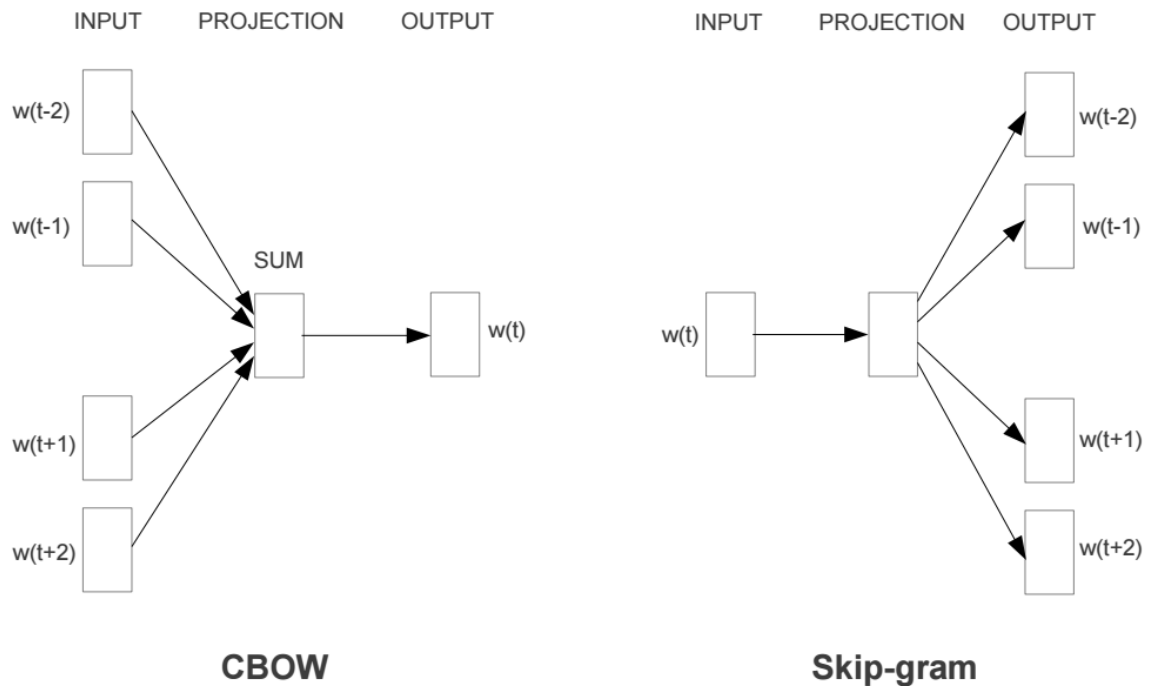 INPUT PROJECTION OUTPUT
w(t-2)
w(t-1)
SUM
w(t)
w(t+1)
w(t+2)
CBOW
INPUT PROJECTION OUTPUT
w(t-2)
w(t-1)
w(t)
w(t+1)
w(t+2)
Skip-gram